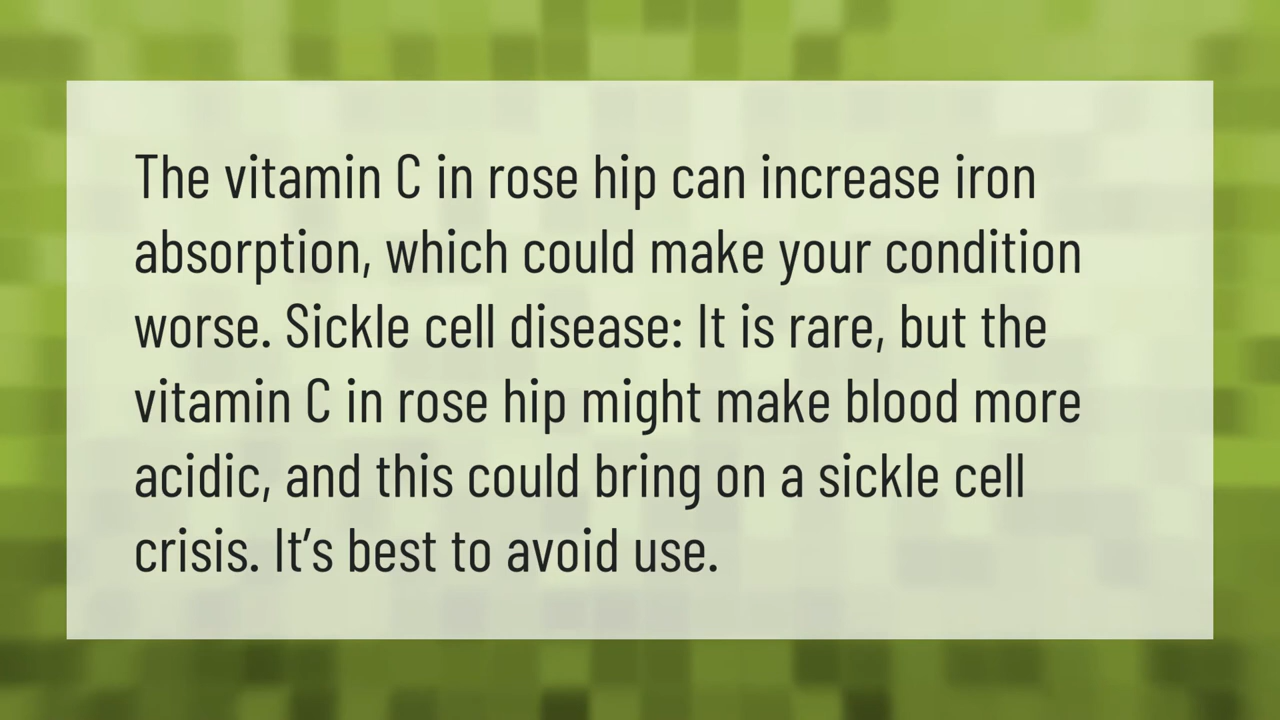 The vitamin C in rose hip can increase iron
absorption, which could make your condition
worse. Sickle cell disease: It is rare, but the
vitamin C in rose hip might make blood more
acidic, and this could bring on a sickle cell
crisis. It’s best to avoid use.